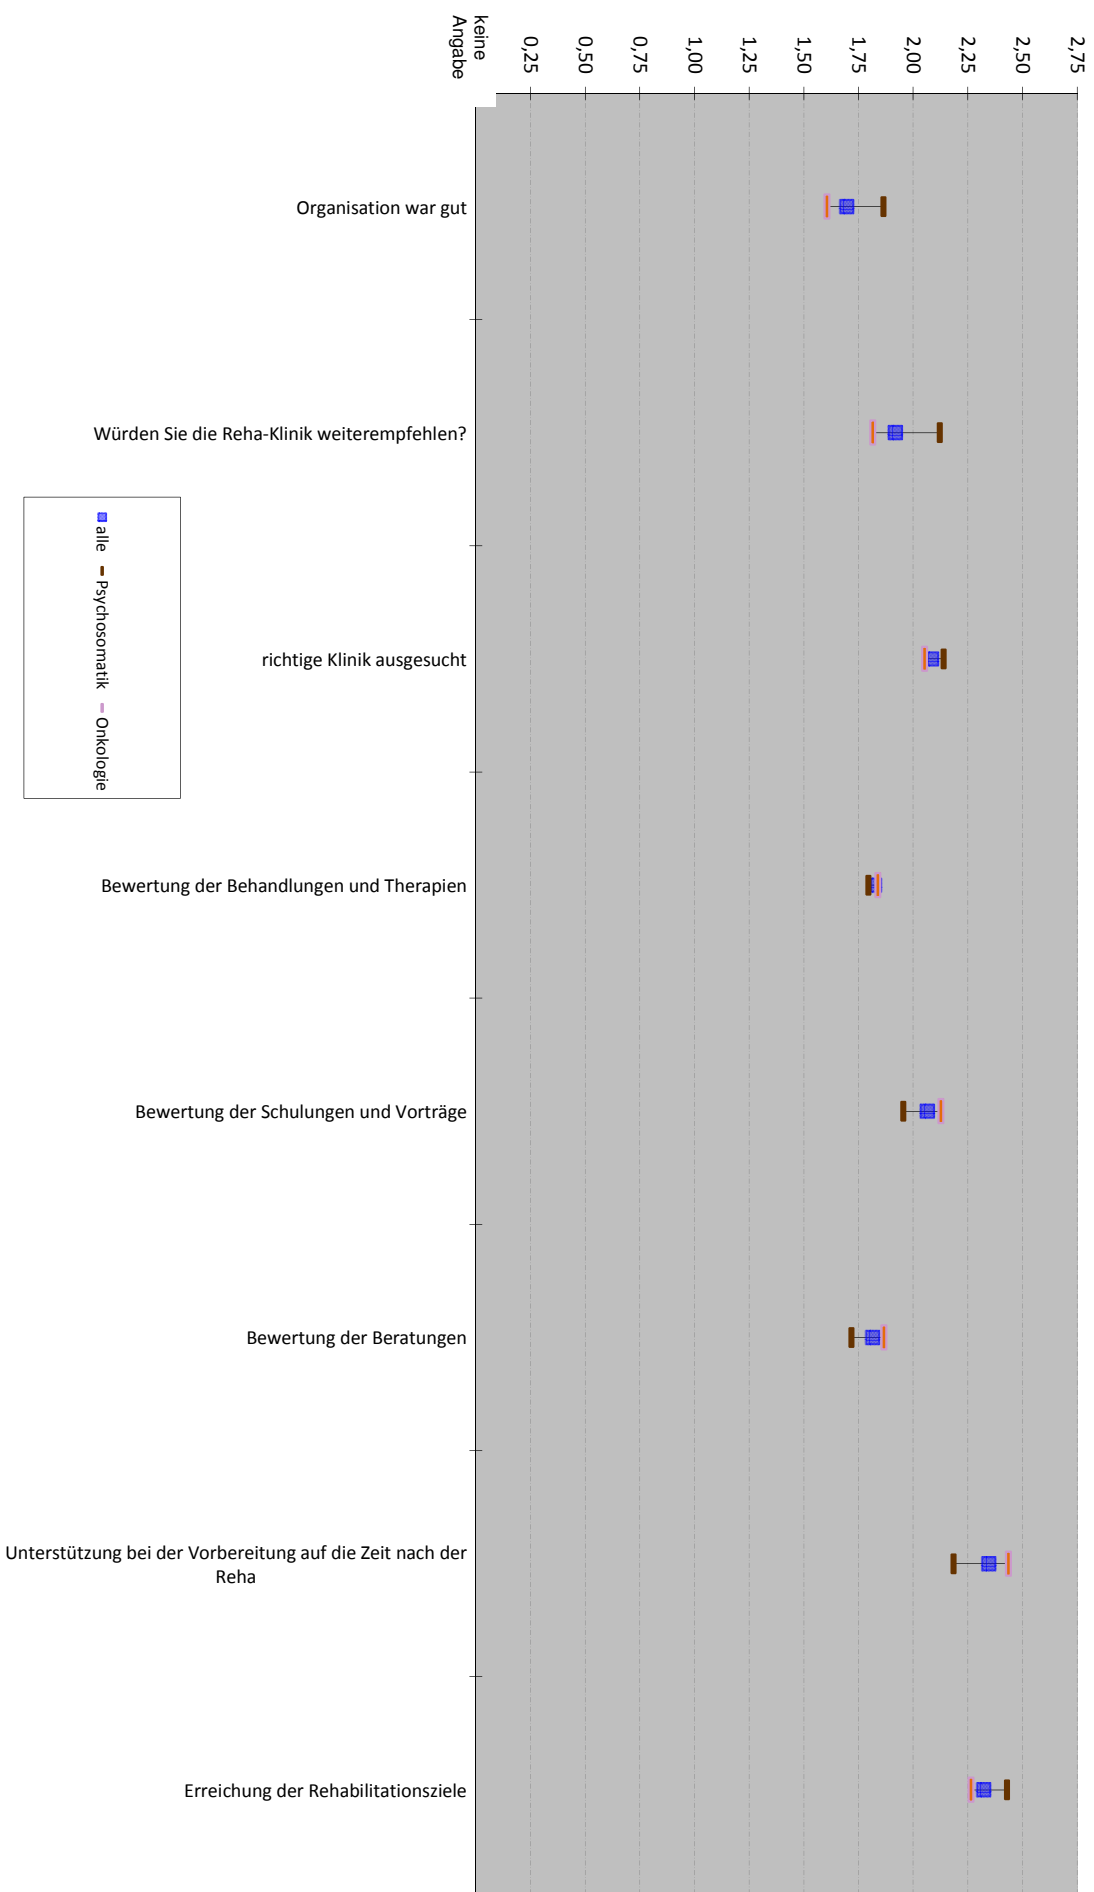 keine
Angabe
0,25
0,50
0,75
1,00
1,25
1,50
1,75
2,00
2,25
2,50
2,75
Organisation war gut
Würden Sie die Reha-Klinik weiterempfehlen?
richtige Klinik ausgesucht
Bewertung der Behandlungen und Therapien
Bewertung der Schulungen und Vorträge
Bewertung der Beratungen
Unterstützung bei der Vorbereitung auf die Zeit nach der
Reha
Erreichung der Rehabilitationsziele
alle Psychosomatik Onkologie